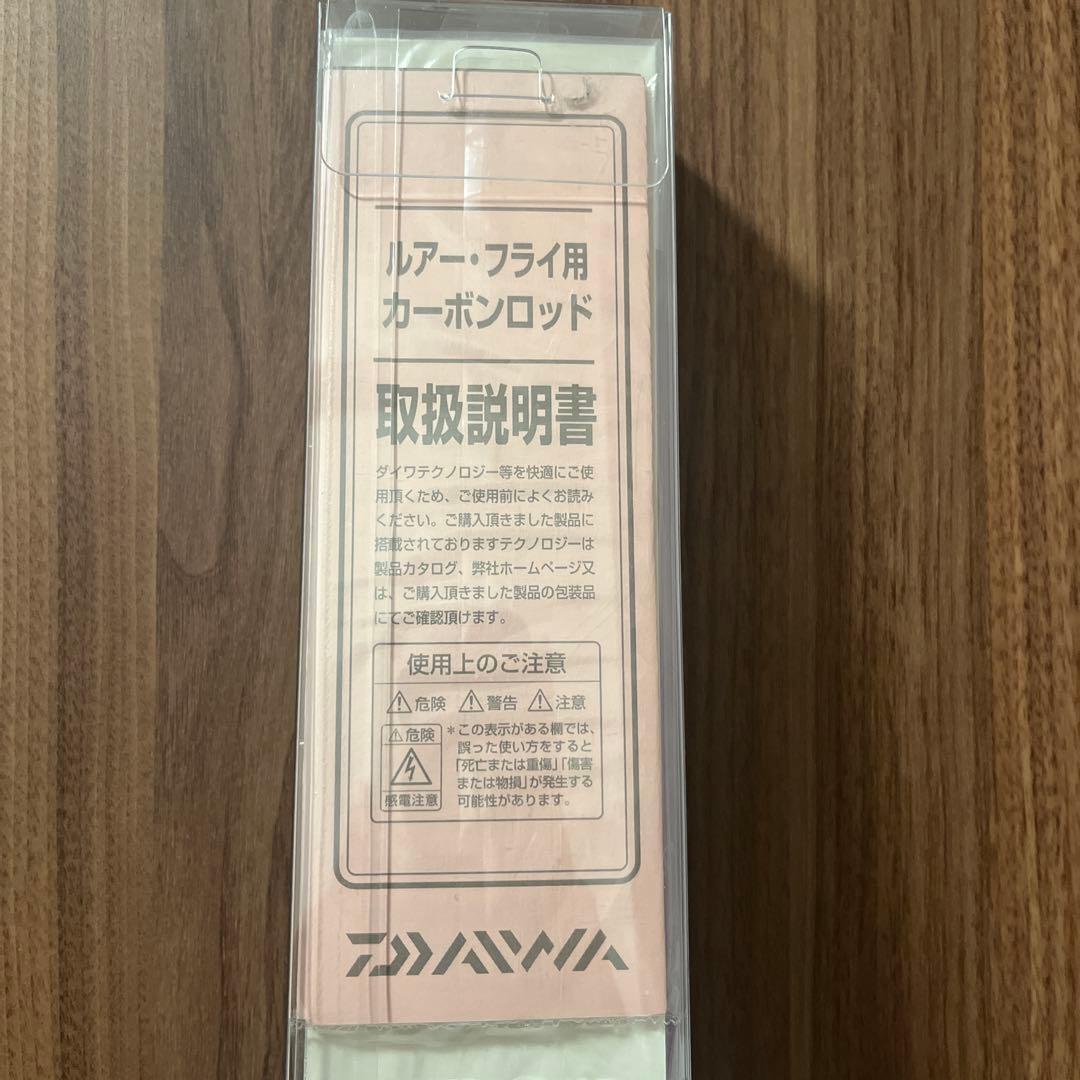 ルアー・フライ用
カーボンロッド
取扱説明書
ダイワテクノロジー等を快適にご使
用頂くため、ご使用前によくお読み
ください。ご購入頂きました製品に
搭載されておりますテクノロジーは
製品カタログ、弊社ホームページ又
は、ご購入頂きました製品の包装品
にてご確認頂けます。
使用上のご注意
⚠危険 ⚠警告 ⚠注意
⚠危険
感電注意
＊この表示がある欄では、
誤った使い方をすると
「死亡または重傷」「傷害
または物損」が発生する
可能性があります。
DAIWA